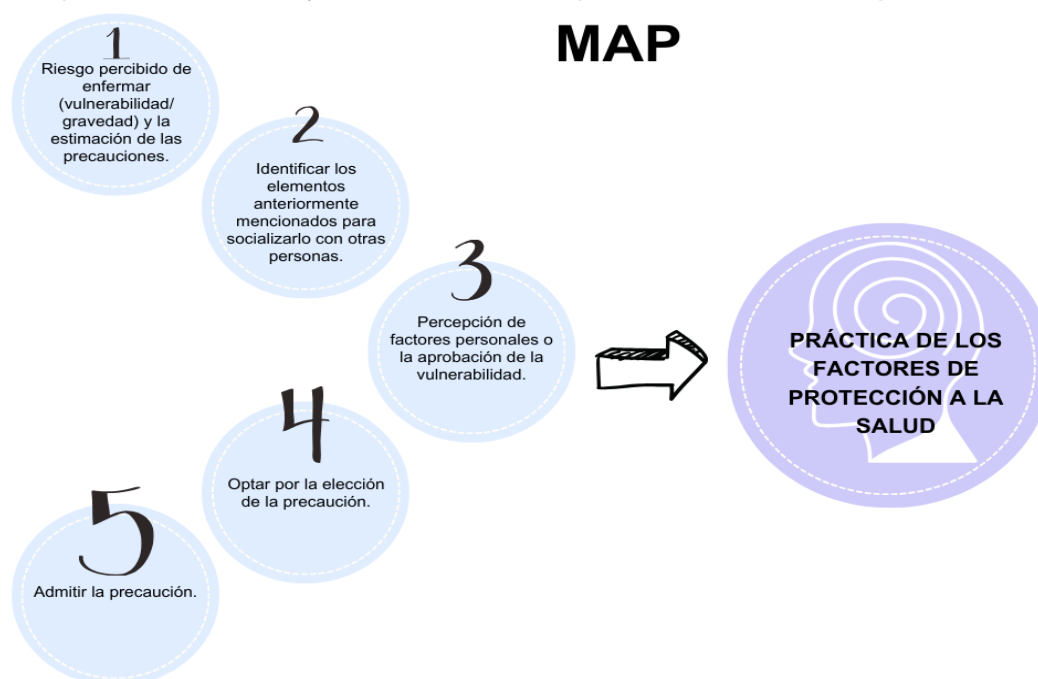 MAP
1
Riesgo percibido de
enfermar
(vulnerabilidad/
gravedad) y la
estimación de las
precauciones.
2
Identificar los
elementos
anteriormente
mencionados para
socializarlo con otras
personas.
3
Percepción de
factores personales o
la aprobación de la
vulnerabilidad.
4
Optar por la elección
de la precaución.
5
Admitir la precaución.
PRÁCTICA DE LOS
FACTORES DE
PROTECCIÓN A LA
SALUD